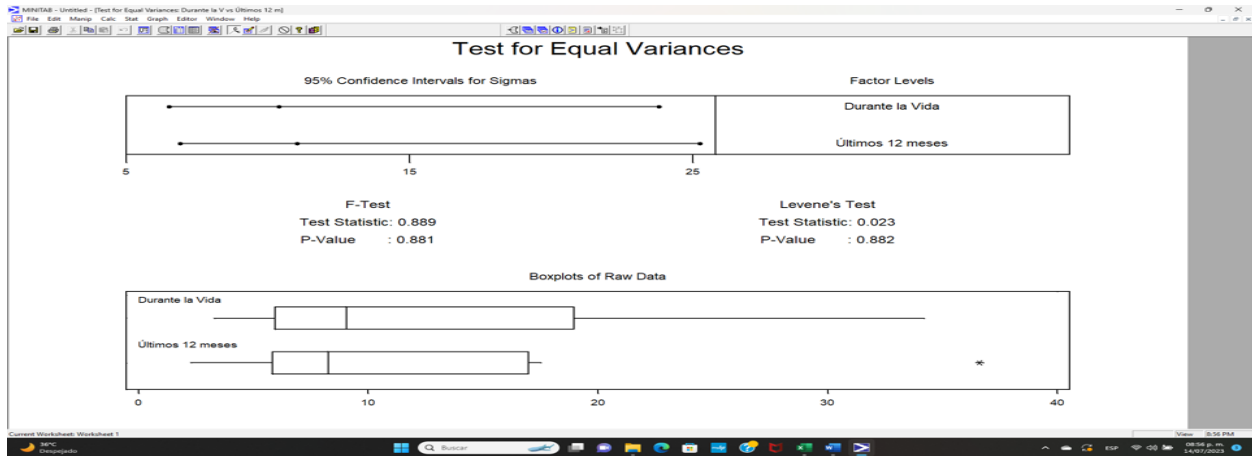 MINITAB - Untitled - [Test for Equal Variances: Durante la V vs Últimos 12 m]
File Edit Manip Calc Stat Graph Editor Window Help
Test for Equal Variances
95% Confidence Intervals for Sigmas
Factor Levels
Durante la Vida
Últimos 12 meses
5 15 25
F-Test
Test Statistic: 0.889
P-Value : 0.881
Levene's Test
Test Statistic: 0.023
P-Value : 0.882
Boxplots of Raw Data
Durante la Vida
Últimos 12 meses
0 10 20 30 40
Current Worksheet: Worksheet 1
View 8:56 PM
36°C
Despejado
Buscar
ESP
08:56 p. m.
14/07/2023